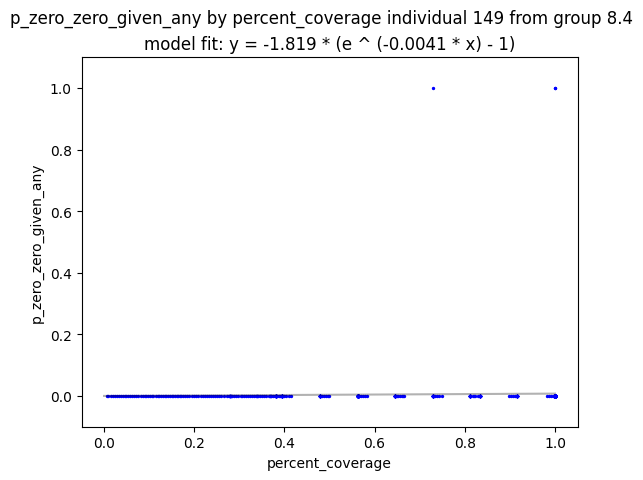 p_zero_zero_given_any by percent_coverage individual 149 from group 8.4
model fit: y = -1.819 * (e ^ (-0.0041 * x) - 1)
1.0
0.8
0.6
0.4
0.2
0.0
p_zero_zero_given_any
0.0 0.2 0.4 0.6 0.8 1.0
percent_coverage